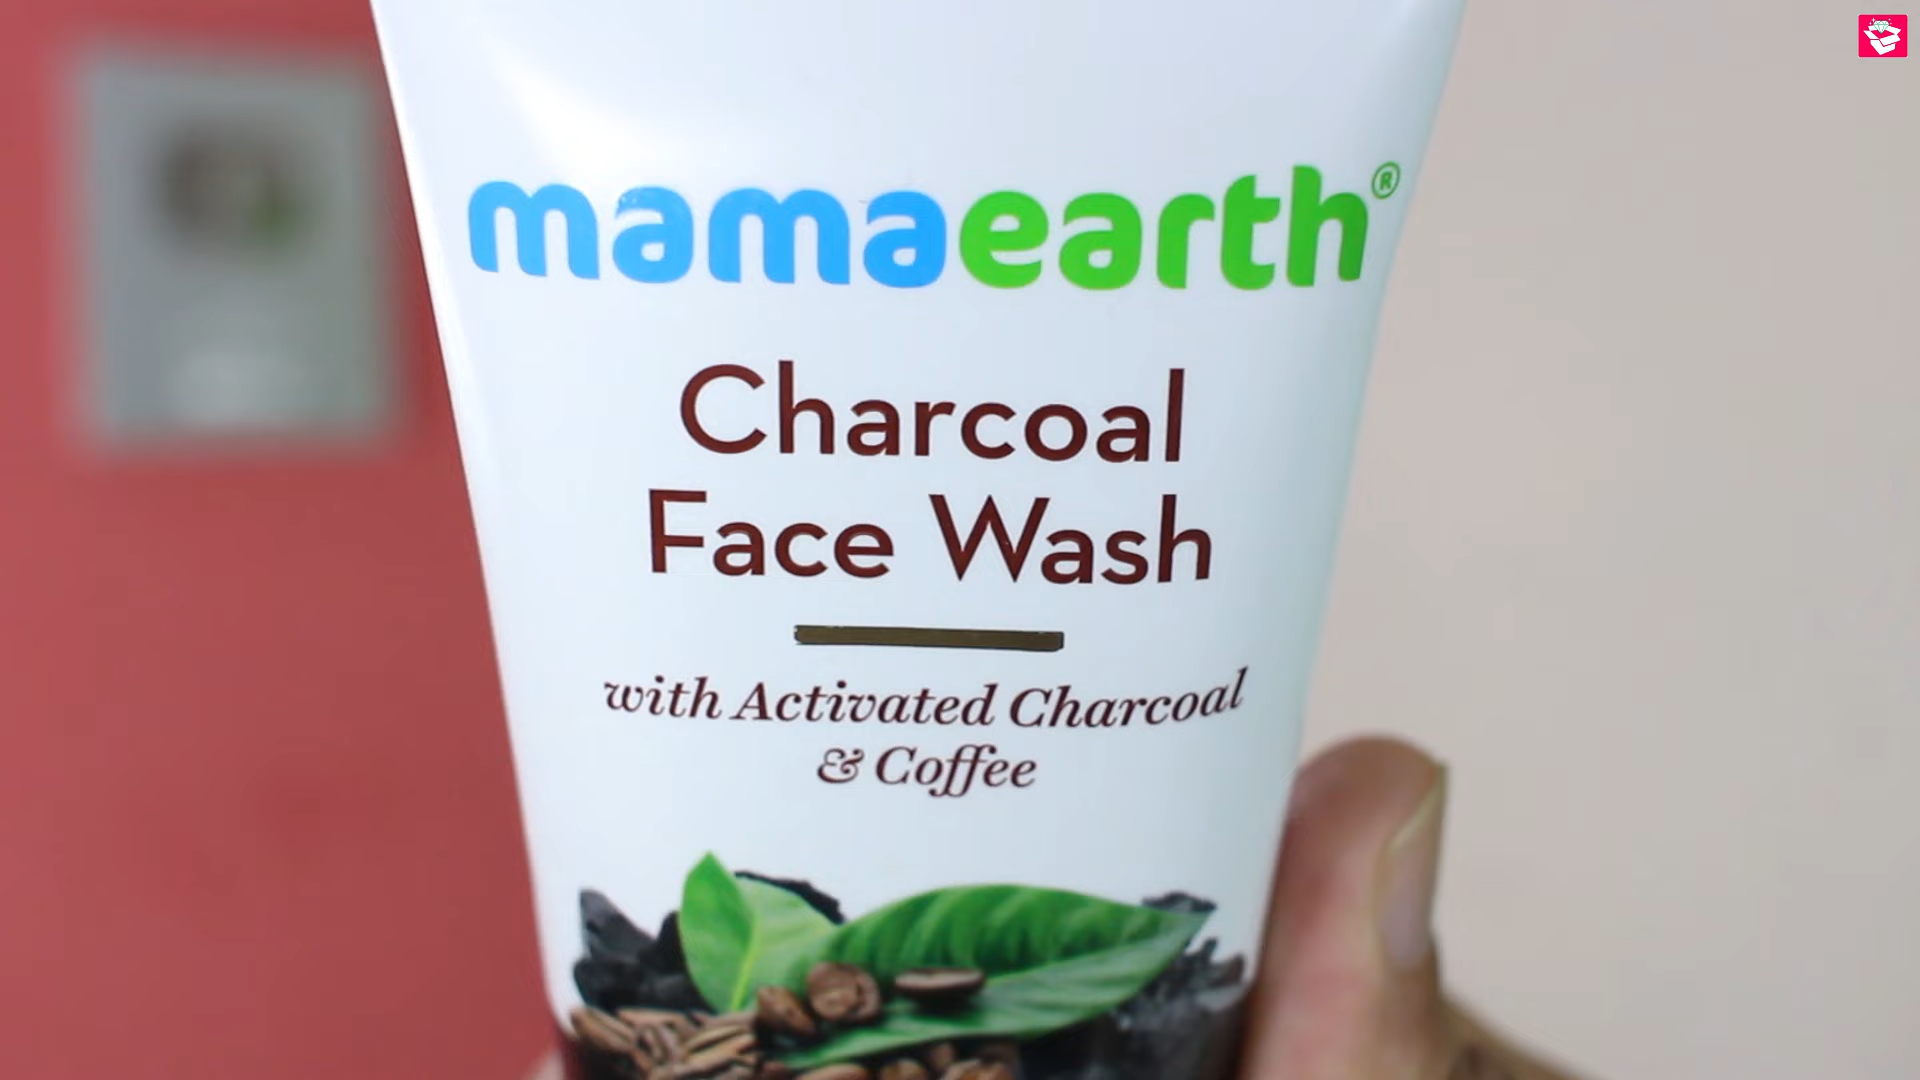 mamaearth®
Charcoal
Face Wash
with Activated Charcoal
& Coffee